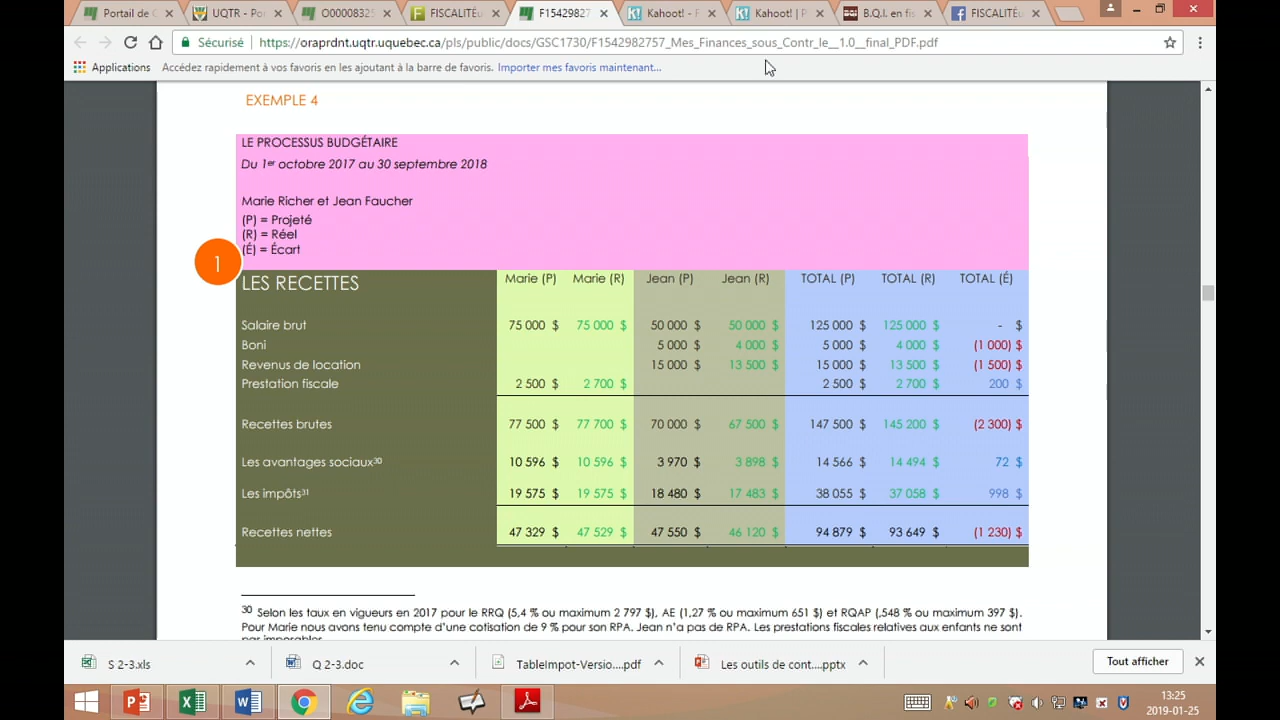 Portail de G
UQTR - Por
O00000832
FISCALITÉu
F15429827
Kahoot! - F
Kahoot! | P
B.Q.I. en fis
FISCALITÉu
Sécurisé https://oraprdnt.uqtr.uquebec.ca/pls/public/docs/GSC1730/F1542982757_Mes_Finances_sous_Contr_le__1.0__final_PDF.pdf
Applications Accédez rapidement à vos favoris en les ajoutant à la barre de favoris. Importer mes favoris maintenant...
EXEMPLE 4
LE PROCESSUS BUDGÉTAIRE
Du 1er octobre 2017 au 30 septembre 2018
Marie Richer et Jean Faucher
(P) = Projeté
(R) = Réel
(É) = Écart
1
LES RECETTES Marie (P) Marie (R) Jean (P) Jean (R) TOTAL (P) TOTAL (R) TOTAL (É)
Salaire brut 75 000 $ 75 000 $ 50 000 $ 50 000 $ 125 000 $ 125 000 $ - $
Boni 5 000 $ 4 000 $ 5 000 $ 4 000 $ (1 000) $
Revenus de location 15 000 $ 13 500 $ 15 000 $ 13 500 $ (1 500) $
Prestation fiscale 2 500 $ 2 700 $ 2 500 $ 2 700 $ 200 $
Recettes brutes 77 500 $ 77 700 $ 70 000 $ 67 500 $ 147 500 $ 145 200 $ (2 300) $
Les avantages sociaux30 10 596 $ 10 596 $ 3 970 $ 3 898 $ 14 566 $ 14 494 $ 72 $
Les impôts31 19 575 $ 19 575 $ 18 480 $ 17 483 $ 38 055 $ 37 058 $ 998 $
Recettes nettes 47 329 $ 47 529 $ 47 550 $ 46 120 $ 94 879 $ 93 649 $ (1 230) $
30 Selon les taux en vigueurs en 2017 pour le RRQ (5,4 % ou maximum 2 797 $), AE (1,27 % ou maximum 651 $) et RQAP (,548 % ou maximum 397 $).
Pour Marie nous avons tenu compte d'une cotisation de 9 % pour son RPA. Jean n'a pas de RPA. Les prestations fiscales relatives aux enfants ne sont
pas imposables
S 2-3.xls
Q 2-3.doc
TableImpot-Versio....pdf
Les outils de cont....pptx
Tout afficher
13:25
2019-01-25